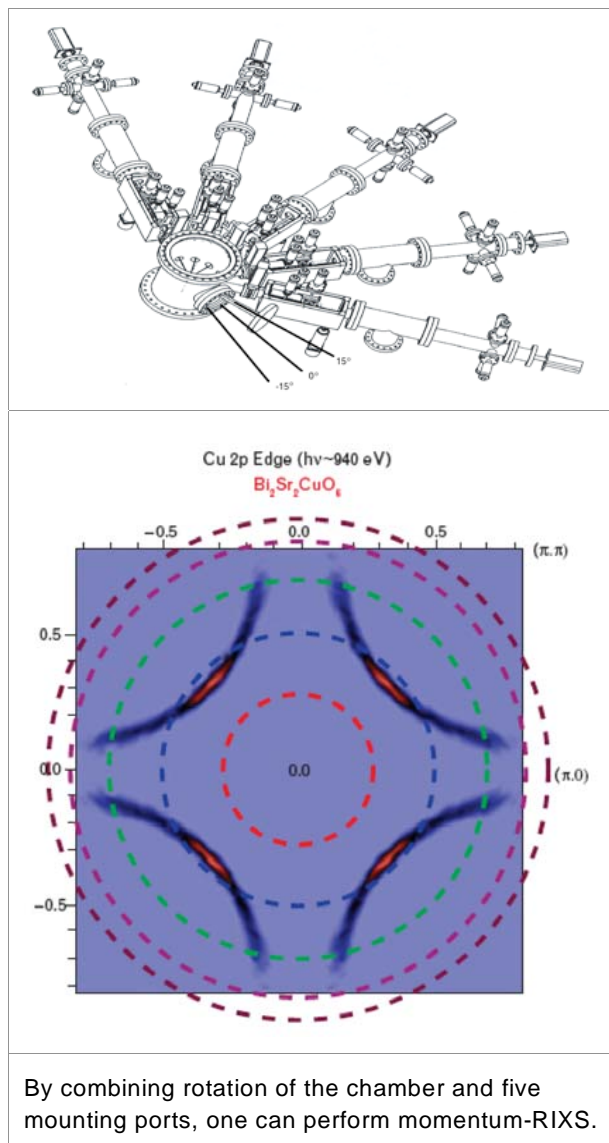 15°
0°
-15°
Cu 2p Edge (hν~940 eV)
Bi₂Sr₂CuO₆
-0.5 0.0 0.5
(π.π)
0.5
0.0 0.0 (π.0)
-0.5
By combining rotation of the chamber and five
mounting ports, one can perform momentum-RIXS.